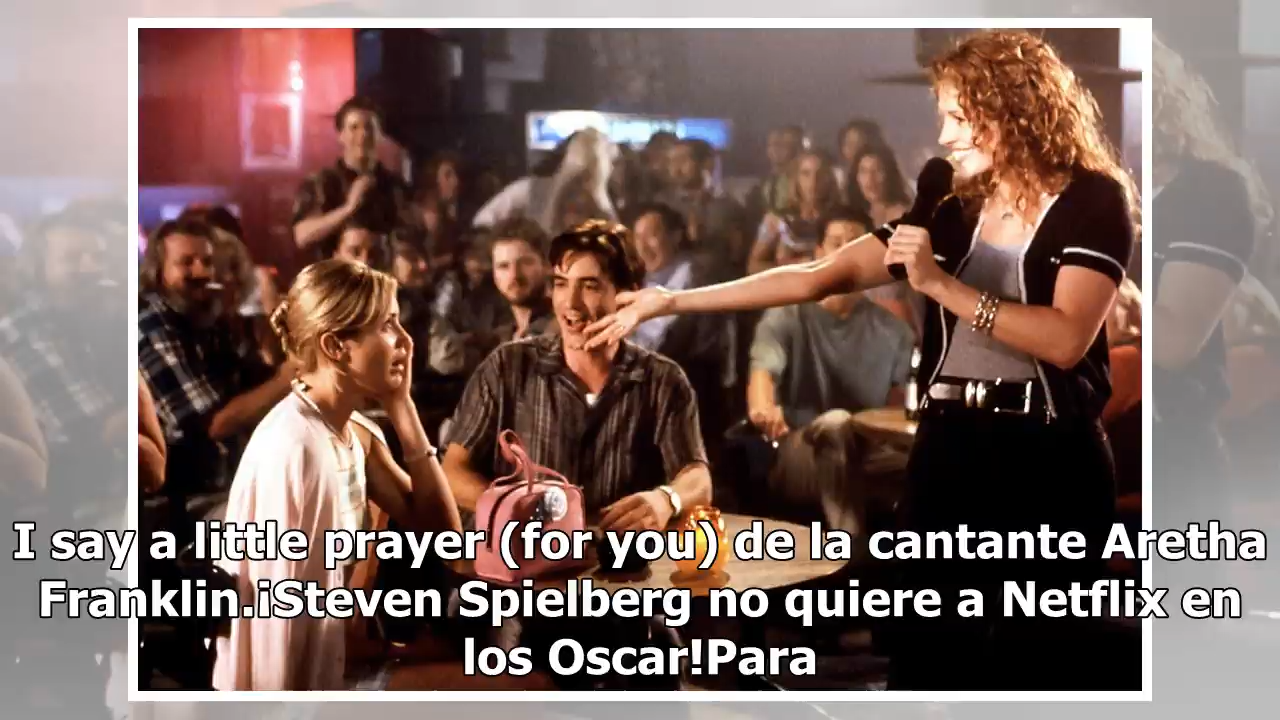 I say a little prayer (for you) de la cantante Aretha
Franklin.¡Steven Spielberg no quiere a Netflix en
los Oscar!Para